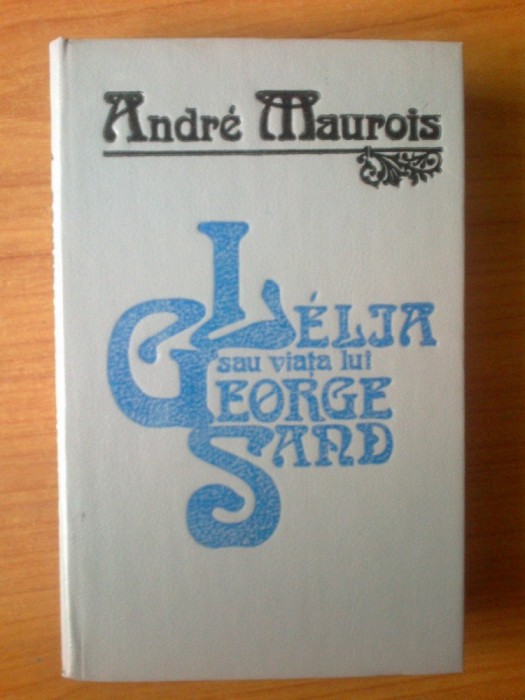 André Maurois
LÉLIA
sau viața lui
GEORGE
SAND